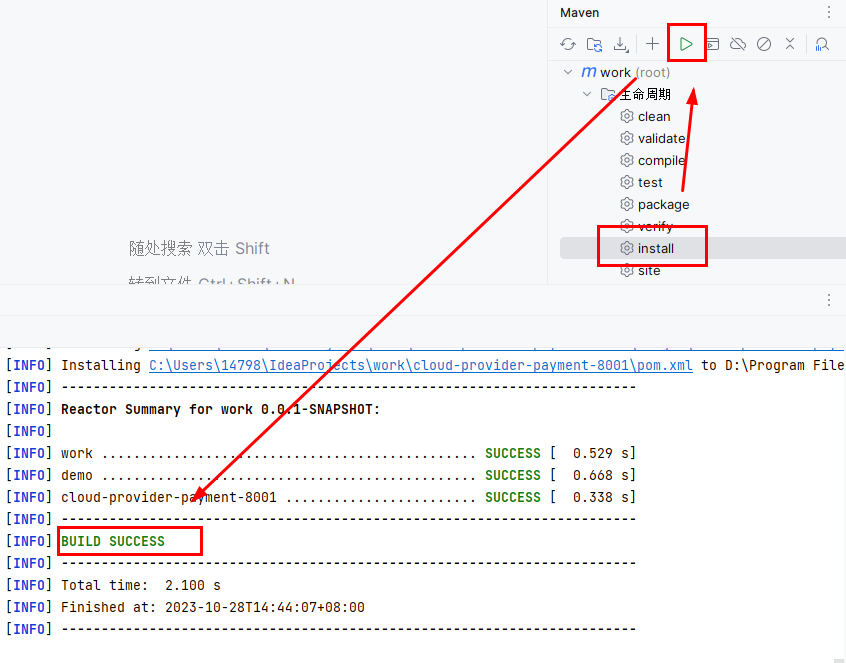 Maven
work (root)
生命周期
clean
validate
compile
test
package
verify
install
site
随处搜索 双击 Shift
转到文件 Ctrl+Shift+N
[INFO] Installing C:\Users\14798\IdeaProjects\work\cloud-provider-payment-8001\pom.xml to D:\Program File
[INFO] ------------------------------------------------------------------------
[INFO] Reactor Summary for work 0.0.1-SNAPSHOT:
[INFO]
[INFO] work ............................................... SUCCESS [  0.529 s]
[INFO] demo ............................................... SUCCESS [  0.668 s]
[INFO] cloud-provider-payment-8001 ........................ SUCCESS [  0.338 s]
[INFO] ------------------------------------------------------------------------
[INFO] BUILD SUCCESS
[INFO] ------------------------------------------------------------------------
[INFO] Total time:  2.100 s
[INFO] Finished at: 2023-10-28T14:44:07+08:00
[INFO] ------------------------------------------------------------------------